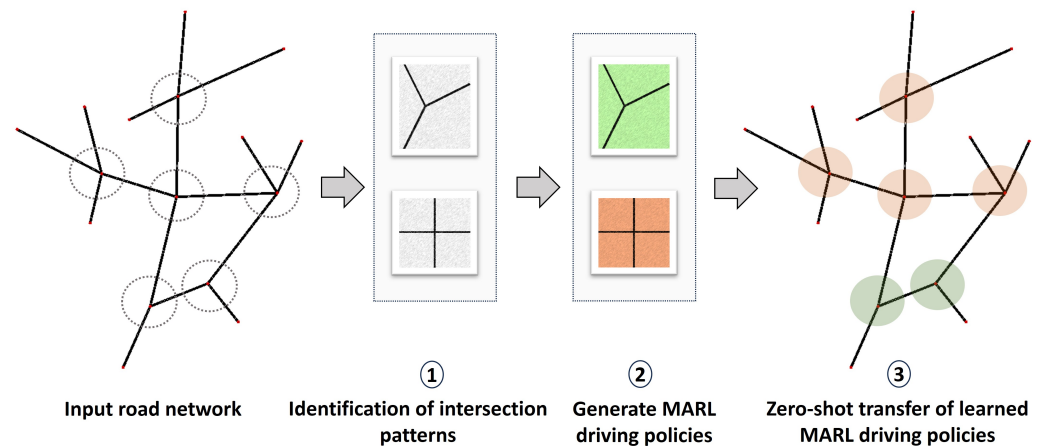 ①
②
③
Input road network
Identification of intersection
patterns
Generate MARL
driving policies
Zero-shot transfer of learned
MARL driving policies